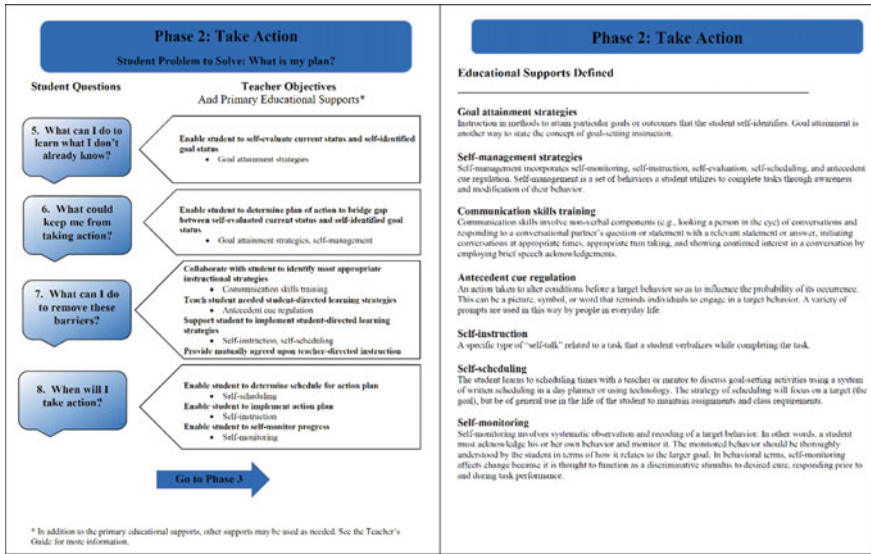 Phase 2: Take Action
Student Problem to Solve: What is my plan?
Student Questions
Teacher Objectives
And Primary Educational Supports*
5. What can I do to
learn what I don't
already know?
Enable student to self-evaluate current status and self-identified
goal status
• Goal attainment strategies
6. What could
keep me from
taking action?
Enable student to determine plan of action to bridge gap
between self-evaluated current status and self-identified goal
status
• Goal attainment strategies, self-management
7. What can I do
to remove these
barriers?
Collaborate with student to identify most appropriate
instructional strategies
• Communication skills training
Teach student needed student-directed learning strategies
• Antecedent cue regulation
Support student to implement student-directed learning
strategies
• Self-instruction, self-scheduling
Provide mutually agreed upon teacher-directed instruction
8. When will I
take action?
Enable student to determine schedule for action plan
• Self-scheduling
Enable student to implement action plan
• Self-instruction
Enable student to self-monitor progress
• Self-monitoring
Go to Phase 3
* In addition to the primary educational supports, other supports may be used as needed. See the Teacher's
Guide for more information.
Phase 2: Take Action
Educational Supports Defined
Goal attainment strategies
Instruction in methods to attain particular goals or outcomes that the student self-identifies. Goal attainment is
another way to state the concept of goal-setting instruction.
Self-management strategies
Self-management incorporates self-monitoring, self-instruction, self-evaluation, self-scheduling, and antecedent
cue regulation. Self-management is a set of behaviors a student utilizes to complete tasks through awareness
and modification of their behavior.
Communication skills training
Communication skills involve non-verbal components (e.g., looking a person in the eye) of conversations and
responding to a conversational partner's question or statement with a relevant statement or answer, initiating
conversations at appropriate times, appropriate turn taking, and showing continued interest in a conversation by
employing brief speech acknowledgements.
Antecedent cue regulation
An action taken to alter conditions before a target behavior so as to influence the probability of its occurrence.
This can be a picture, symbol, or word that reminds individuals to engage in a target behavior. A variety of
prompts are used in this way by people in everyday life.
Self-instruction
A specific type of "self-talk" related to a task that a student verbalizes while completing the task.
Self-scheduling
The student learns to scheduling times with a teacher or mentor to discuss goal-setting activities using a system
of written scheduling in a day planner or using technology. The strategy of scheduling will focus on a target (the
goal), but be of general use in the life of the student to maintain assignments and class requirements.
Self-monitoring
Self-monitoring involves systematic observation and recoding of a target behavior. In other words, a student
must acknowledge his or her own behavior and monitor it. The monitored behavior should be thoroughly
understood by the student in terms of how it relates to the larger goal. In behavioral terms, self-monitoring
affects change because it is thought to function as a discriminative stimulus to desired cure, responding prior to
and during task performance.